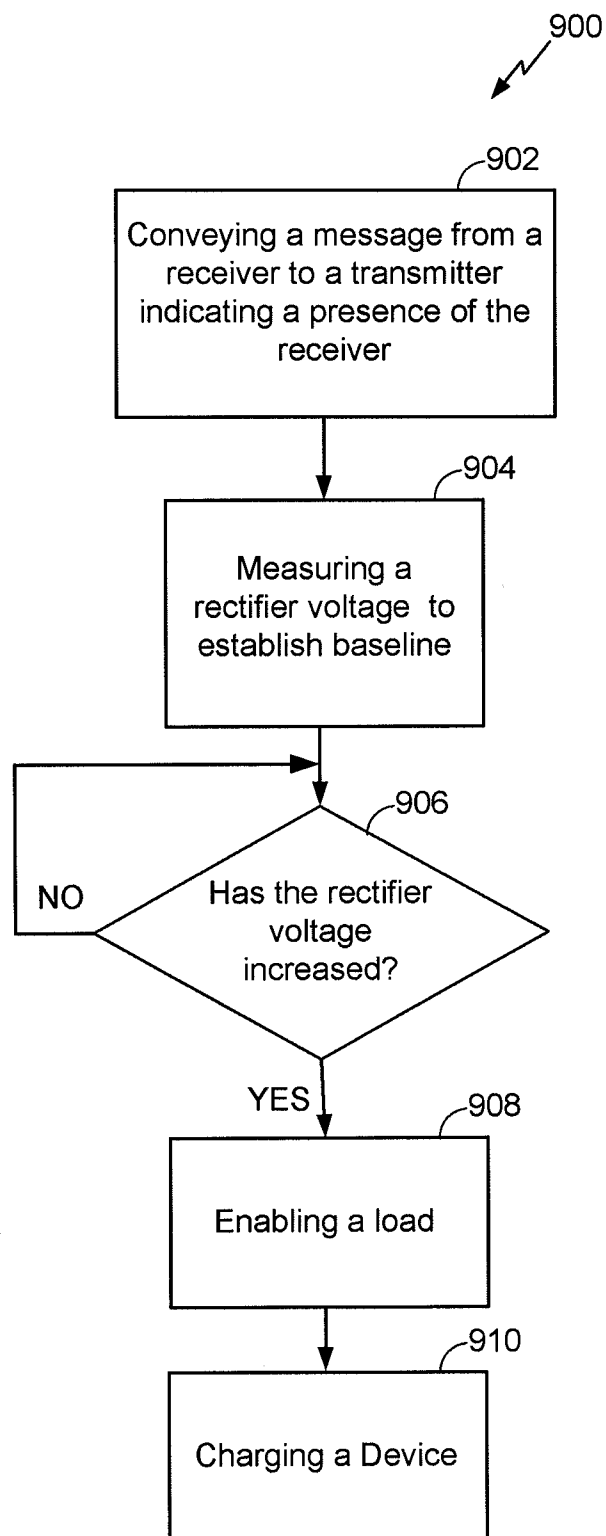 900
902
Conveying a message from a
receiver to a transmitter
indicating a presence of the
receiver
904
Measuring a
rectifier voltage to
establish baseline
906
NO
Has the rectifier
voltage
increased?
YES
908
Enabling a load
910
Charging a Device